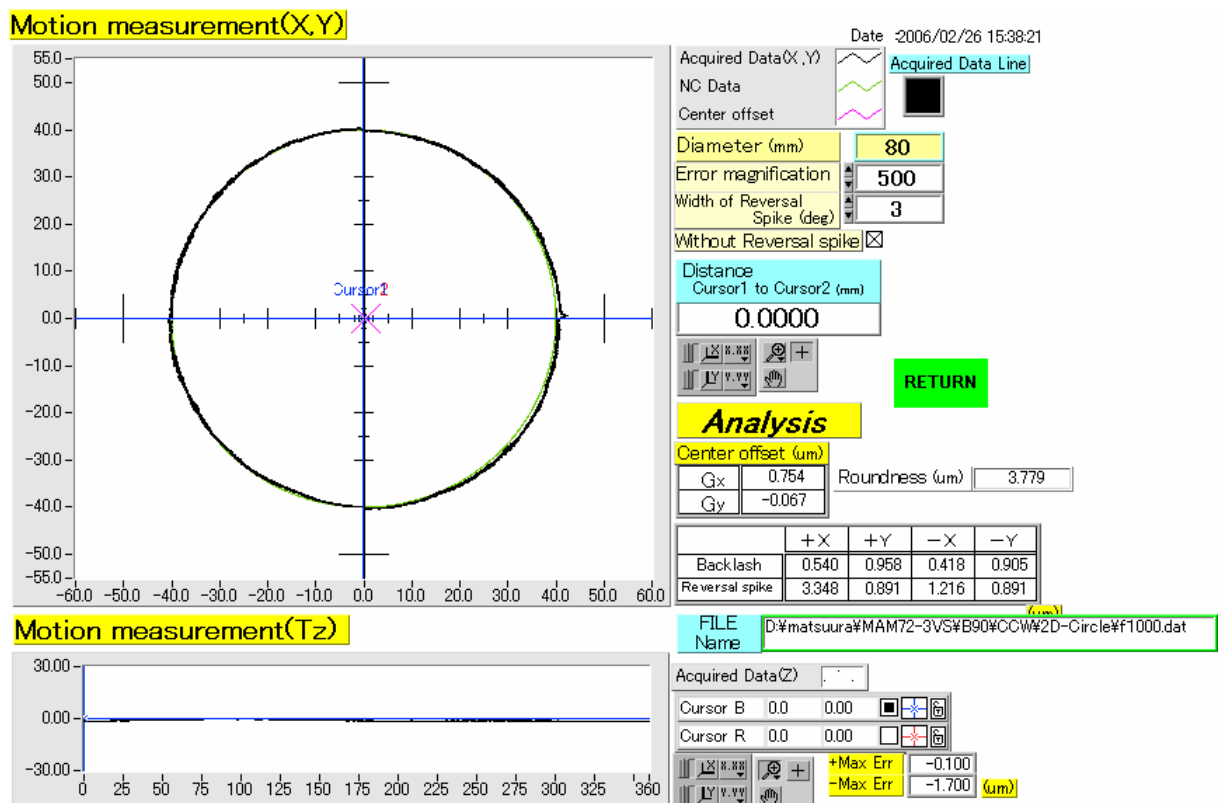 Motion measurement(X,Y)
Date :2006/02/26 15:38:21
Acquired Data(X,Y)
NC Data
Center offset
Acquired Data Line
Diameter (mm) 80
Error magnification 500
Width of Reversal
Spike (deg) 3
Without Reversal spike
Distance
Cursor1 to Cursor2 (mm)
0.0000
X.XX
Y.YY
RETURN
Analysis
Center offset (um)
Gx 0.754
Gy -0.067
Roundness (um) 3.779
+X +Y -X -Y
Backlash 0.540 0.958 0.418 0.905
Reversal spike 3.348 0.891 1.216 0.891
(um)
55.0
50.0
40.0
30.0
20.0
10.0
0.0
-10.0
-20.0
-30.0
-40.0
-50.0
-55.0
-60.0 -50.0 -40.0 -30.0 -20.0 -10.0 0.0 10.0 20.0 30.0 40.0 50.0 60.0
Motion measurement(Tz)
FILE
Name
D:¥matsuura¥MAM72-3VS¥B90¥CCW¥2D-Circle¥f1000.dat
30.00
0.00
-30.00
0 25 50 75 100 125 150 175 200 225 250 275 300 325 360
Acquired Data(Z)
Cursor B 0.0 0.00
Cursor R 0.0 0.00
X.XX
Y.YY
+Max Err -0.100
-Max Err -1.700 (um)